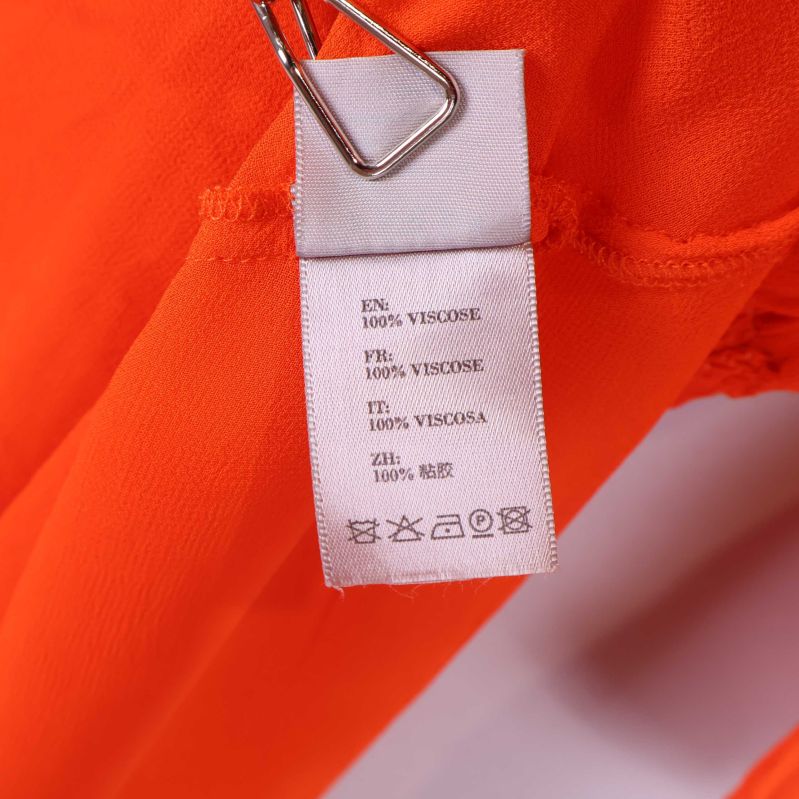 EN:
100% VISCOSE
FR:
100% VISCOSE
IT:
100% VISCOSA
ZH:
100% 粘胶
P